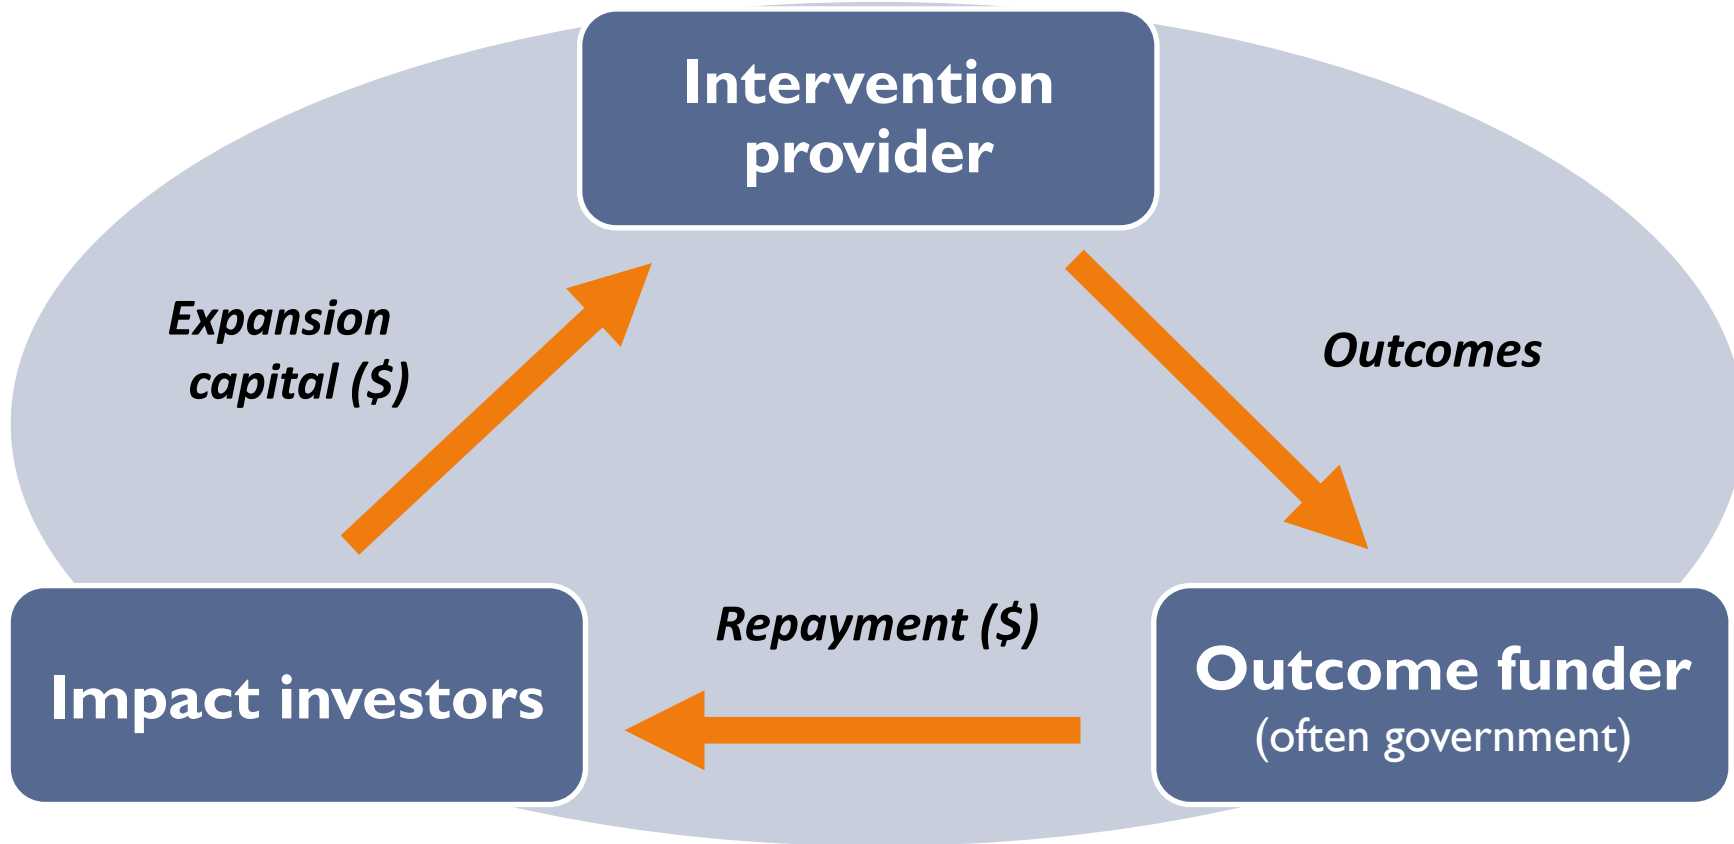 Intervention
provider
Expansion
capital ($)
Outcomes
Repayment ($)
Impact investors
Outcome funder
(often government)